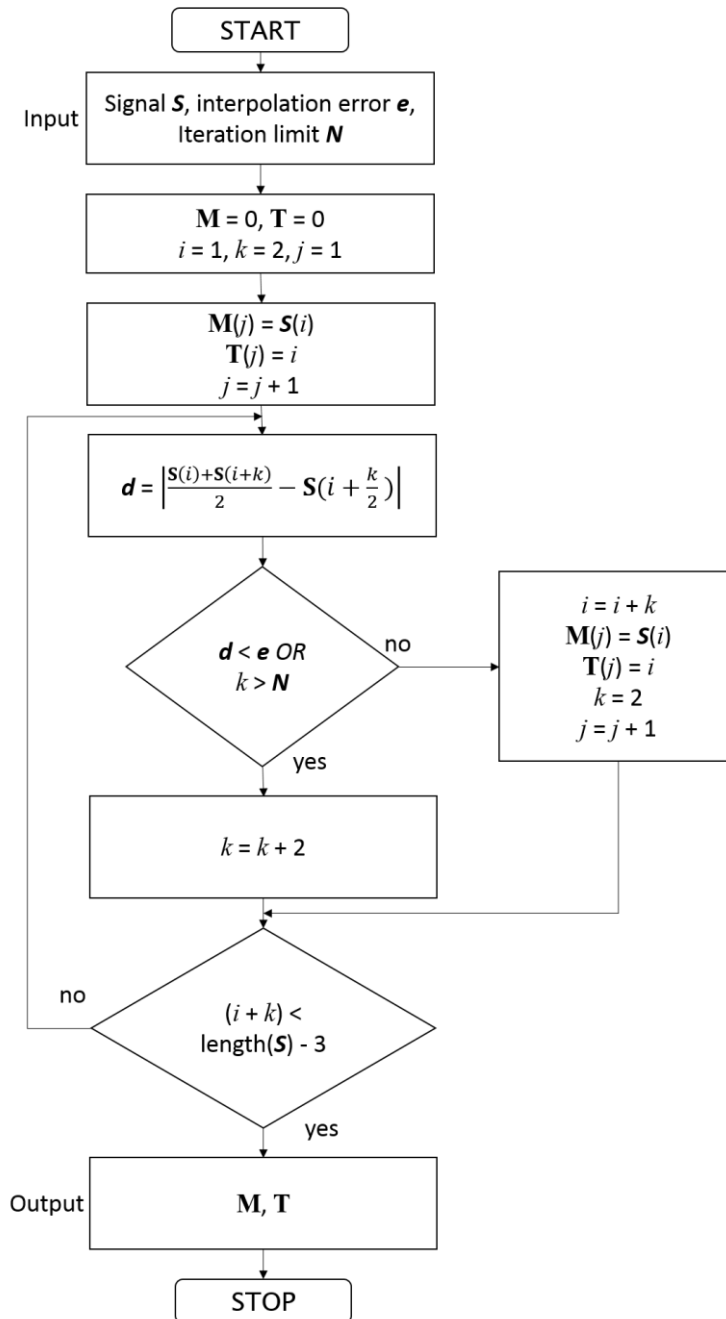 START
Input
Signal S, interpolation error e,
Iteration limit N
M = 0, T = 0
i = 1, k = 2, j = 1
M(j) = S(i)
T(j) = i
j = j + 1
d = |(S(i)+S(i+k))/2 − S(i + k/2)|
d < e OR
k > N
no
yes
i = i + k
M(j) = S(i)
T(j) = i
k = 2
j = j + 1
k = k + 2
no
(i + k) <
length(S) - 3
yes
Output
M, T
STOP